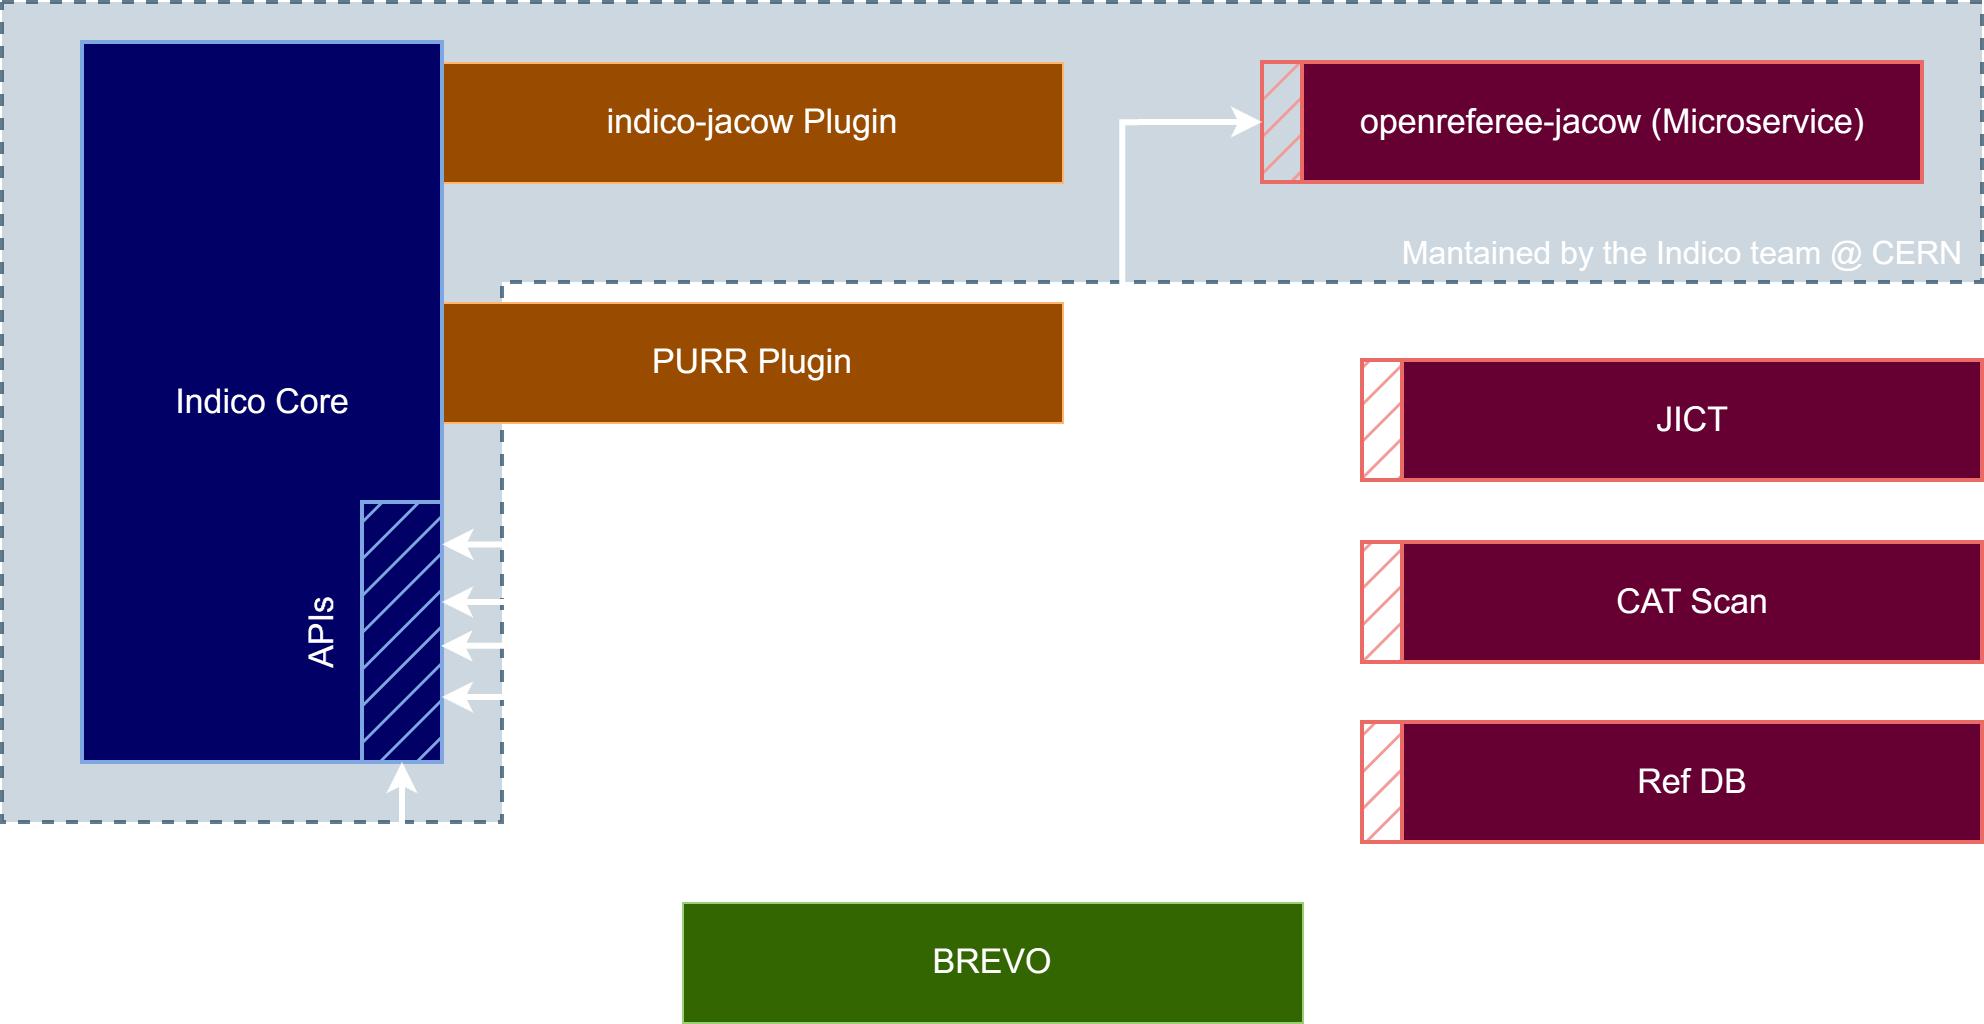 indico-jacow Plugin
openreferee-jacow (Microservice)
Mantained by the Indico team @ CERN
PURR Plugin
Indico Core
JICT
APIs
CAT Scan
Ref DB
BREVO